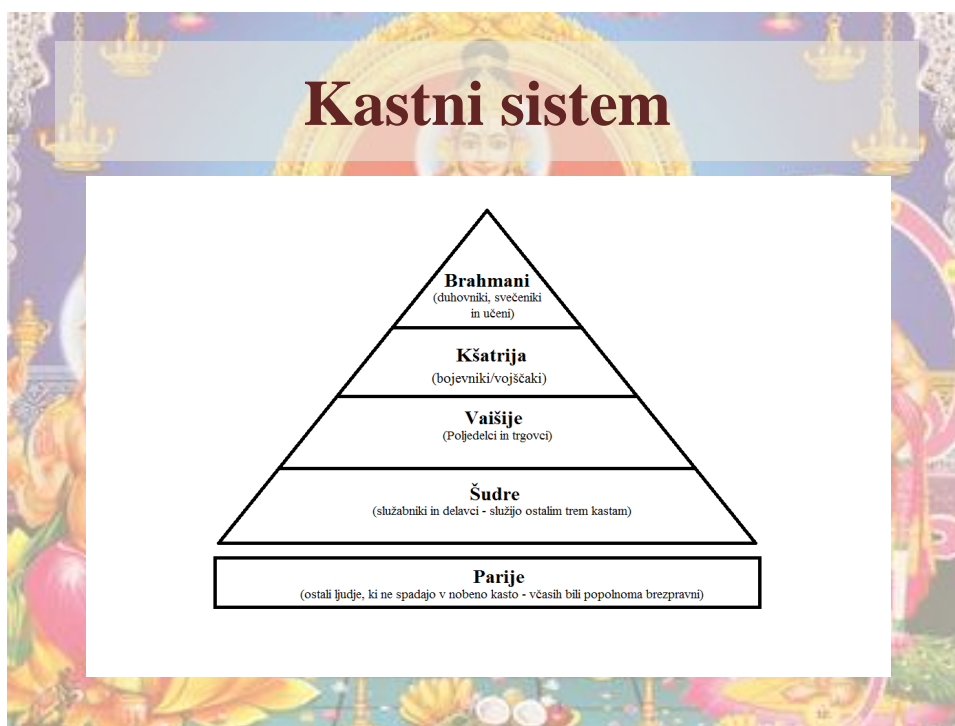 Kastni sistem
Brahmani
(duhovniki, svečeniki
in učeni)
Kšatrija
(bojevniki/vojščaki)
Vaišije
(Poljedelci in trgovci)
Šudre
(služabniki in delavci - služijo ostalim trem kastam)
Parije
(ostali ljudje, ki ne spadajo v nobeno kasto - včasih bili popolnoma brezpravni)